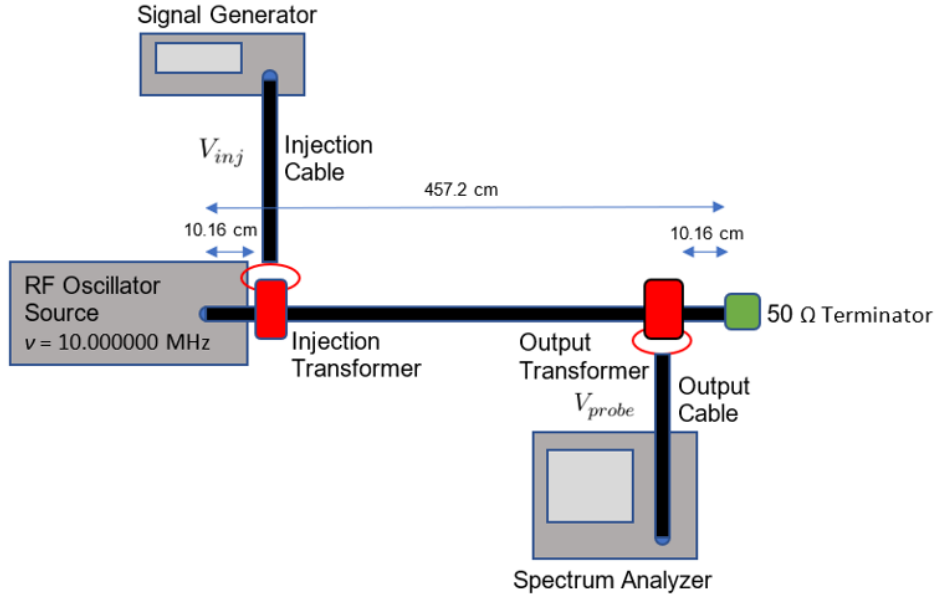 Signal Generator
V_inj
Injection
Cable
457.2 cm
10.16 cm
10.16 cm
RF Oscillator
Source
ν = 10.000000 MHz
50 Ω Terminator
Injection
Transformer
Output
Transformer
V_probe
Output
Cable
Spectrum Analyzer